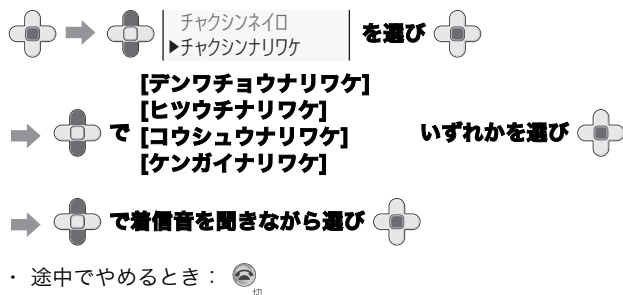 チャクシンネイロ
▶チャクシンナリワケ
を選び
[デンワチョウナリワケ]
[ヒツウチナリワケ]
で [コウシュウナリワケ] いずれかを選び
[ケンガイナリワケ]
で着信音を聞きながら選び
・ 途中でやめるとき：
切